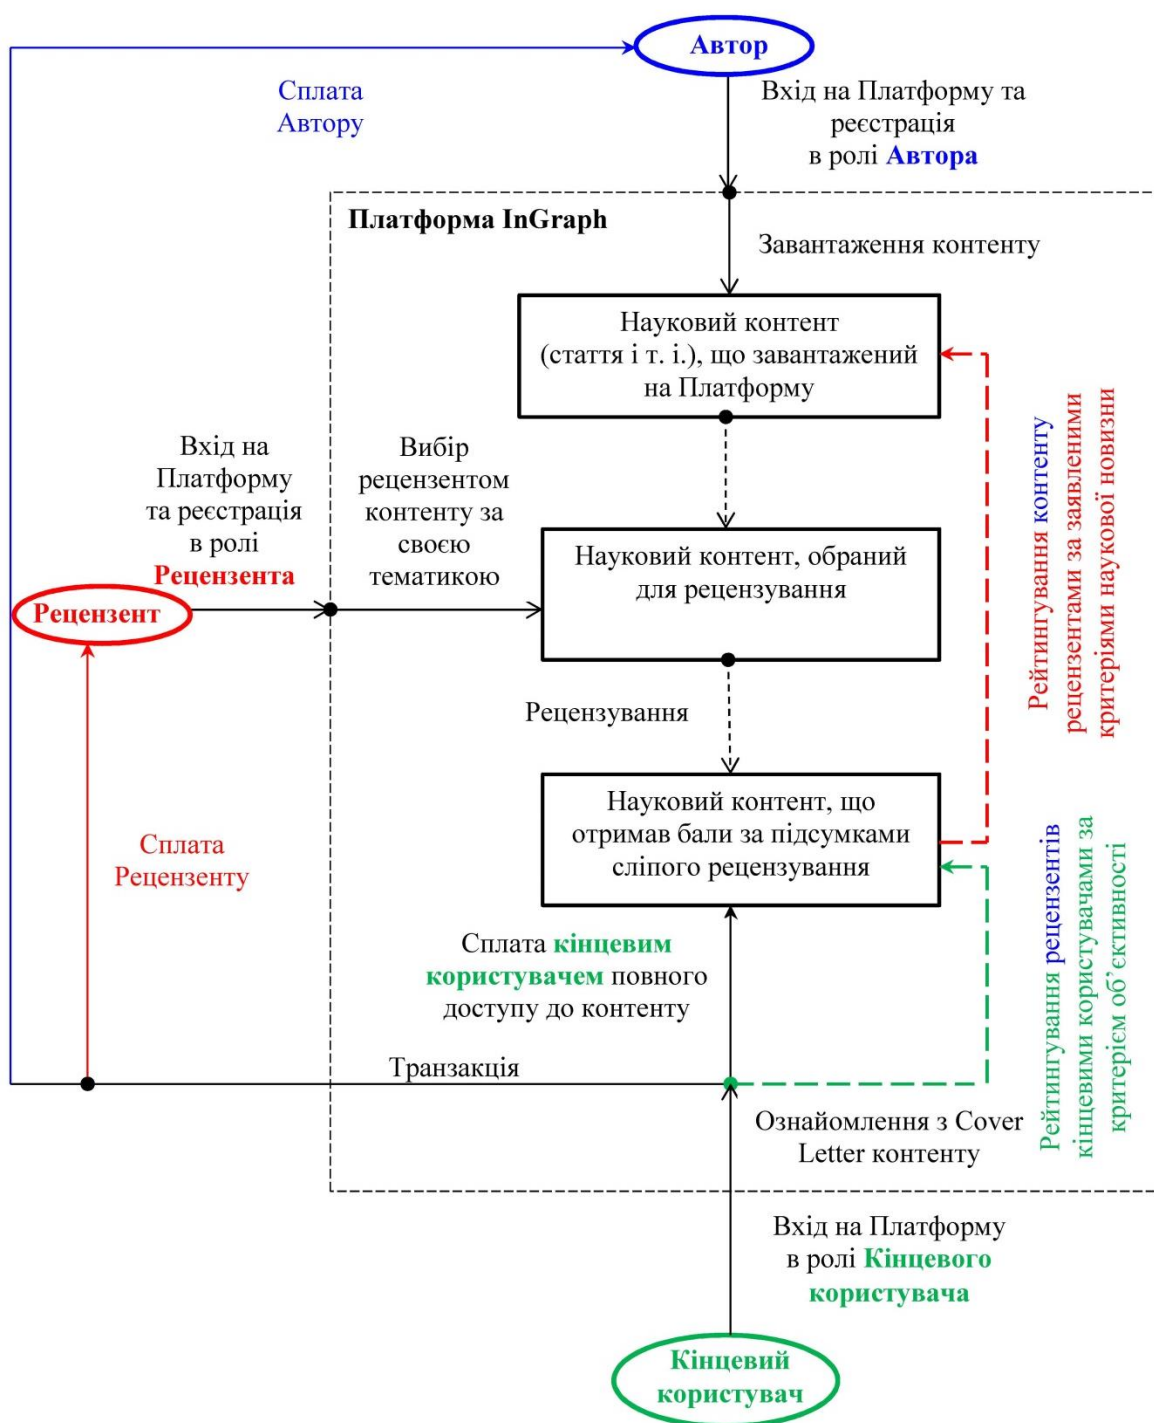 Автор
Сплата
Автору
Вхід на Платформу та
реєстрація
в ролі Автора
Платформа InGraph
Завантаження контенту
Науковий контент
(стаття і т. і.), що завантажений
на Платформу
Вхід на
Платформу
та реєстрація
в ролі
Рецензента
Вибір
рецензентом
контенту за
своєю
тематикою
Рейтингування контенту
рецензентами за заявленими
критеріями наукової новизни
Науковий контент, обраний
для рецензування
Рецензент
Рецензування
Науковий контент, що
отримав бали за підсумками
сліпого рецензування
Сплата
Рецензенту
Рейтингування рецензентів
кінцевими користувачами за
критерієм об’єктивності
Сплата кінцевим
користувачем повного
доступу до контенту
Транзакція
Ознайомлення з Cover
Letter контенту
Вхід на Платформу
в ролі Кінцевого
користувача
Кінцевий
користувач